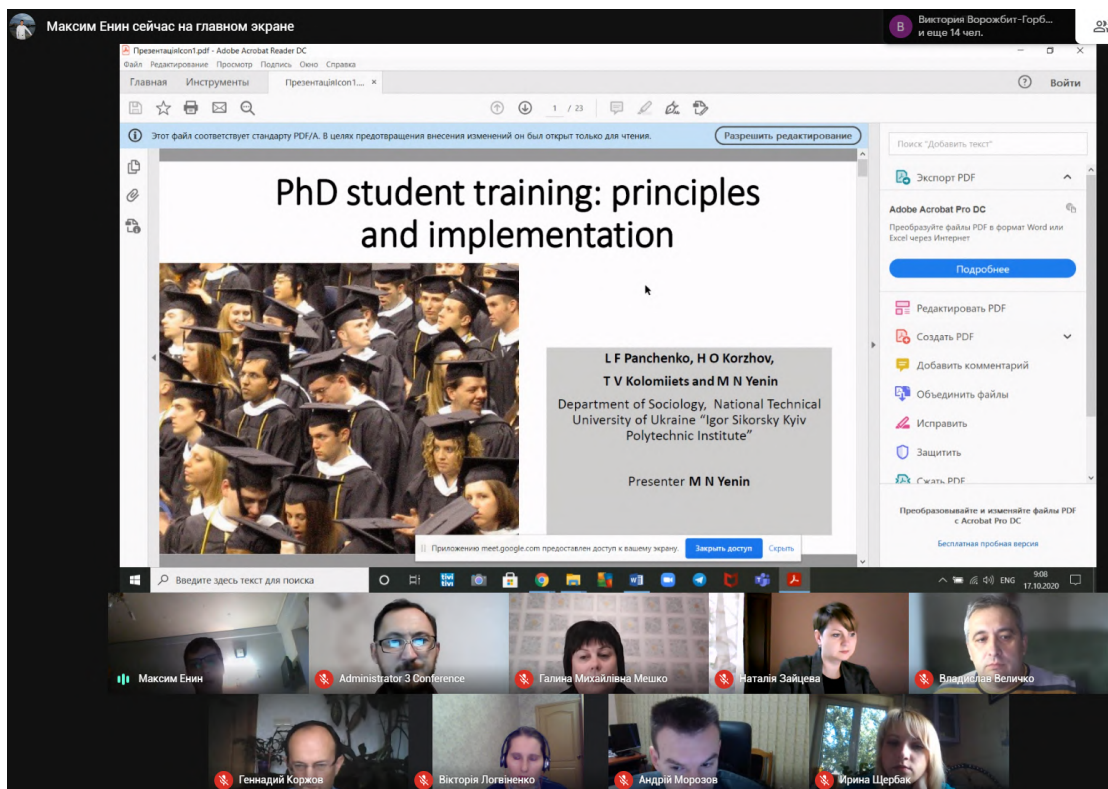 Максим Енин сейчас на главном экране
В
Виктория Ворожбит-Горб...
и еще 14 чел.
ПрезентаціяIcon1.pdf - Adobe Acrobat Reader DC
Файл Редактирование Просмотр Подпись Окно Справка
Главная Инструменты ПрезентаціяIcon1.... ×
Войти
1 / 23
Этот файл соответствует стандарту PDF/A. В целях предотвращения внесения изменений он был открыт только для чтения.
Разрешить редактирование
PhD student training: principles
and implementation
L F Panchenko, H O Korzhov,
T V Kolomiiets and M N Yenin
Department of Sociology, National Technical
University of Ukraine “Igor Sikorsky Kyiv
Polytechnic Institute”
Presenter M N Yenin
Поиск "Добавить текст"
Экспорт PDF
Adobe Acrobat Pro DC
Преобразуйте файлы PDF в формат Word или
Excel через Интернет
Подробнее
Редактировать PDF
Создать PDF
Добавить комментарий
Объединить файлы
Исправить
Защитить
Сжать PDF
Преобразовывайте и изменяйте файлы PDF
с Acrobat Pro DC
Бесплатная пробная версия
Приложению meet.google.com предоставлен доступ к вашему экрану.
Закрыть доступ
Скрыть
Введите здесь текст для поиска
tivi
tivi
ENG
9:08
17.10.2020
Максим Енин
Administrator 3 Conference
Галина Михайлівна Мешко
Наталія Зайцева
Владислав Величко
Геннадий Коржов
Вікторія Логвіненко
Андрій Морозов
Ирина Щербак